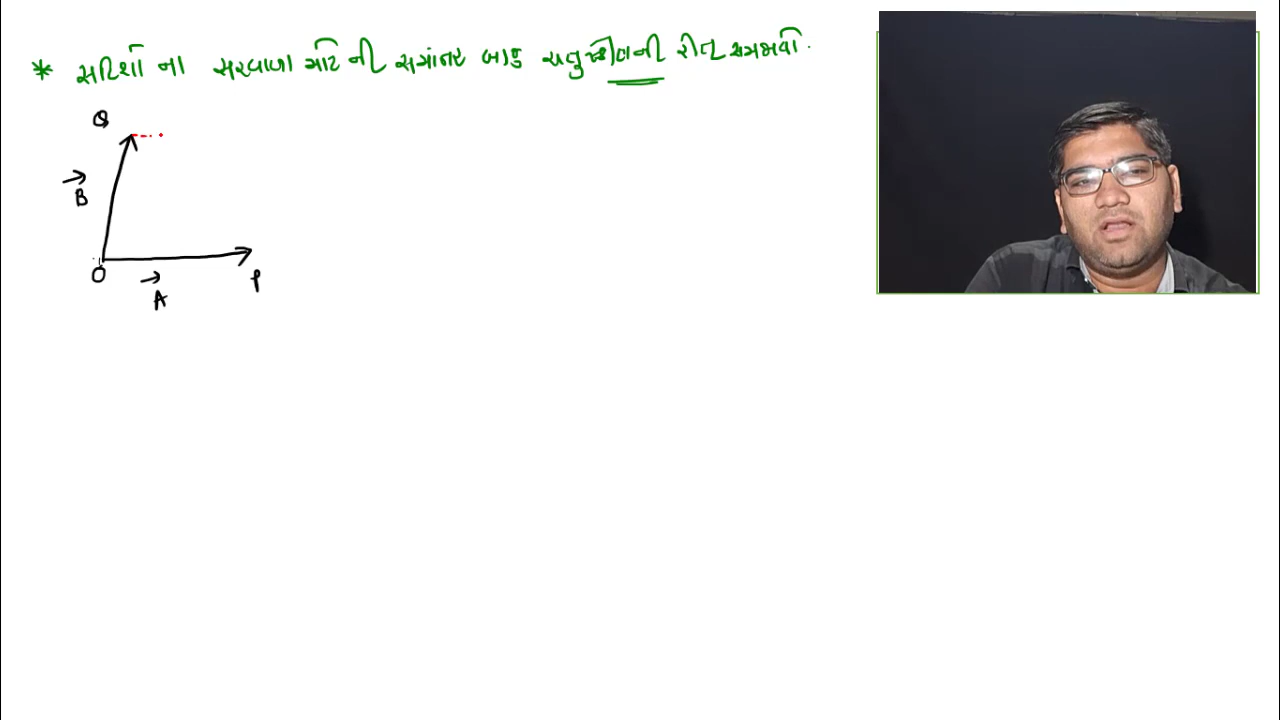 * સદિશો ના સરવાળા માટે ની સમાંતર બાજુ ચતુષ્કોણની રીત સમજાવો.
Q
B
O
A
P